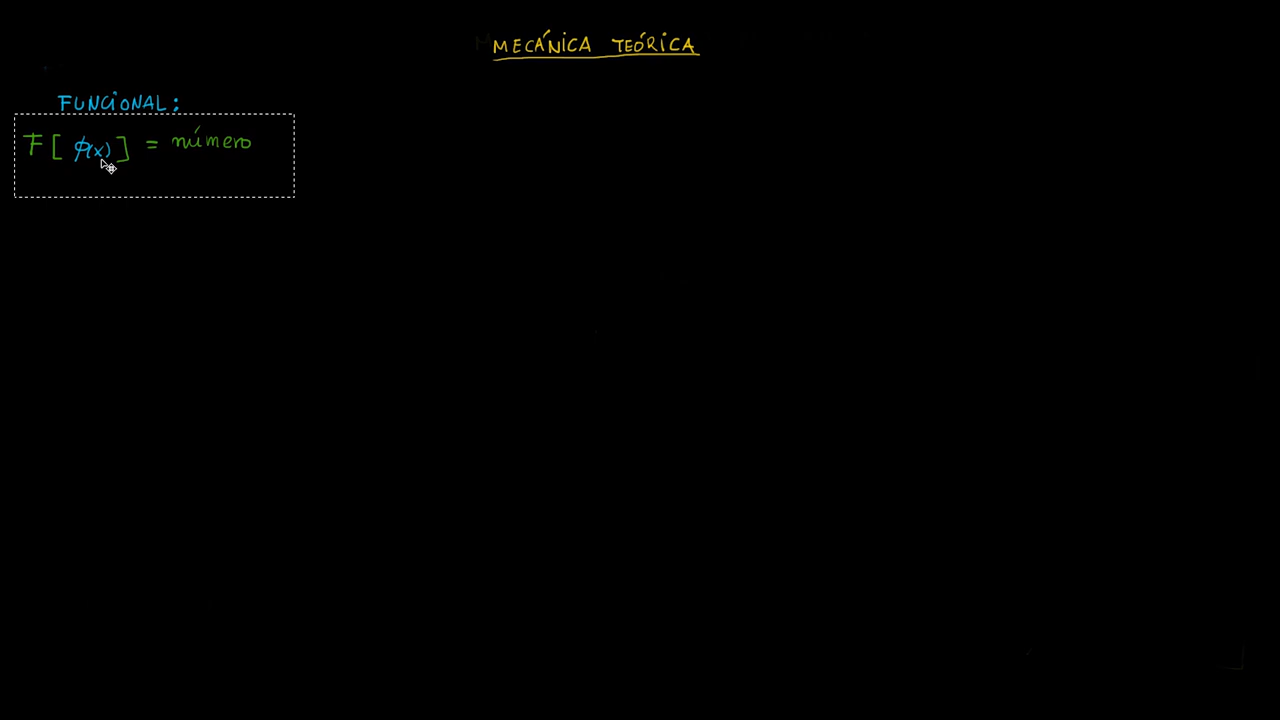 MECÁNICA TEÓRICA
FUNCIONAL:
F[ϕ(x)] = número